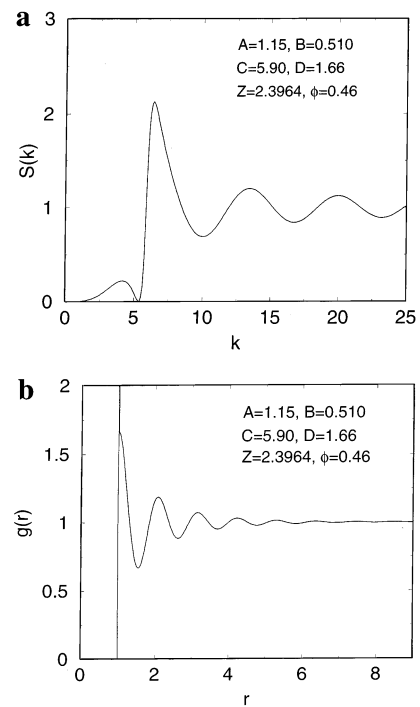 a
3
2
1
0
S(k)
A=1.15, B=0.510
C=5.90, D=1.66
Z=2.3964, ϕ=0.46
0 5 10 15 20 25
k
b
2
1.5
1
0.5
0
g(r)
A=1.15, B=0.510
C=5.90, D=1.66
Z=2.3964, ϕ=0.46
0 2 4 6 8
r